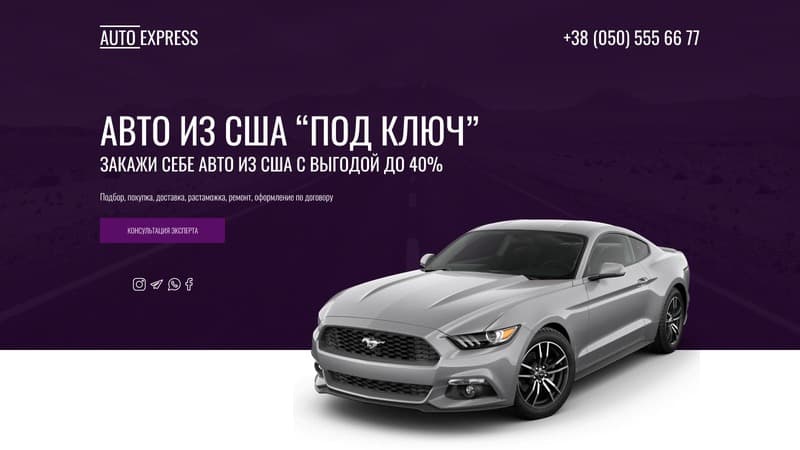 AUTO EXPRESS
+38 (050) 555 66 77
АВТО ИЗ США “ПОД КЛЮЧ”
ЗАКАЖИ СЕБЕ АВТО ИЗ США С ВЫГОДОЙ ДО 40%
Подбор, покупка, доставка, растаможка, ремонт, оформление по договору
КОНСУЛЬТАЦИЯ ЭКСПЕРТА